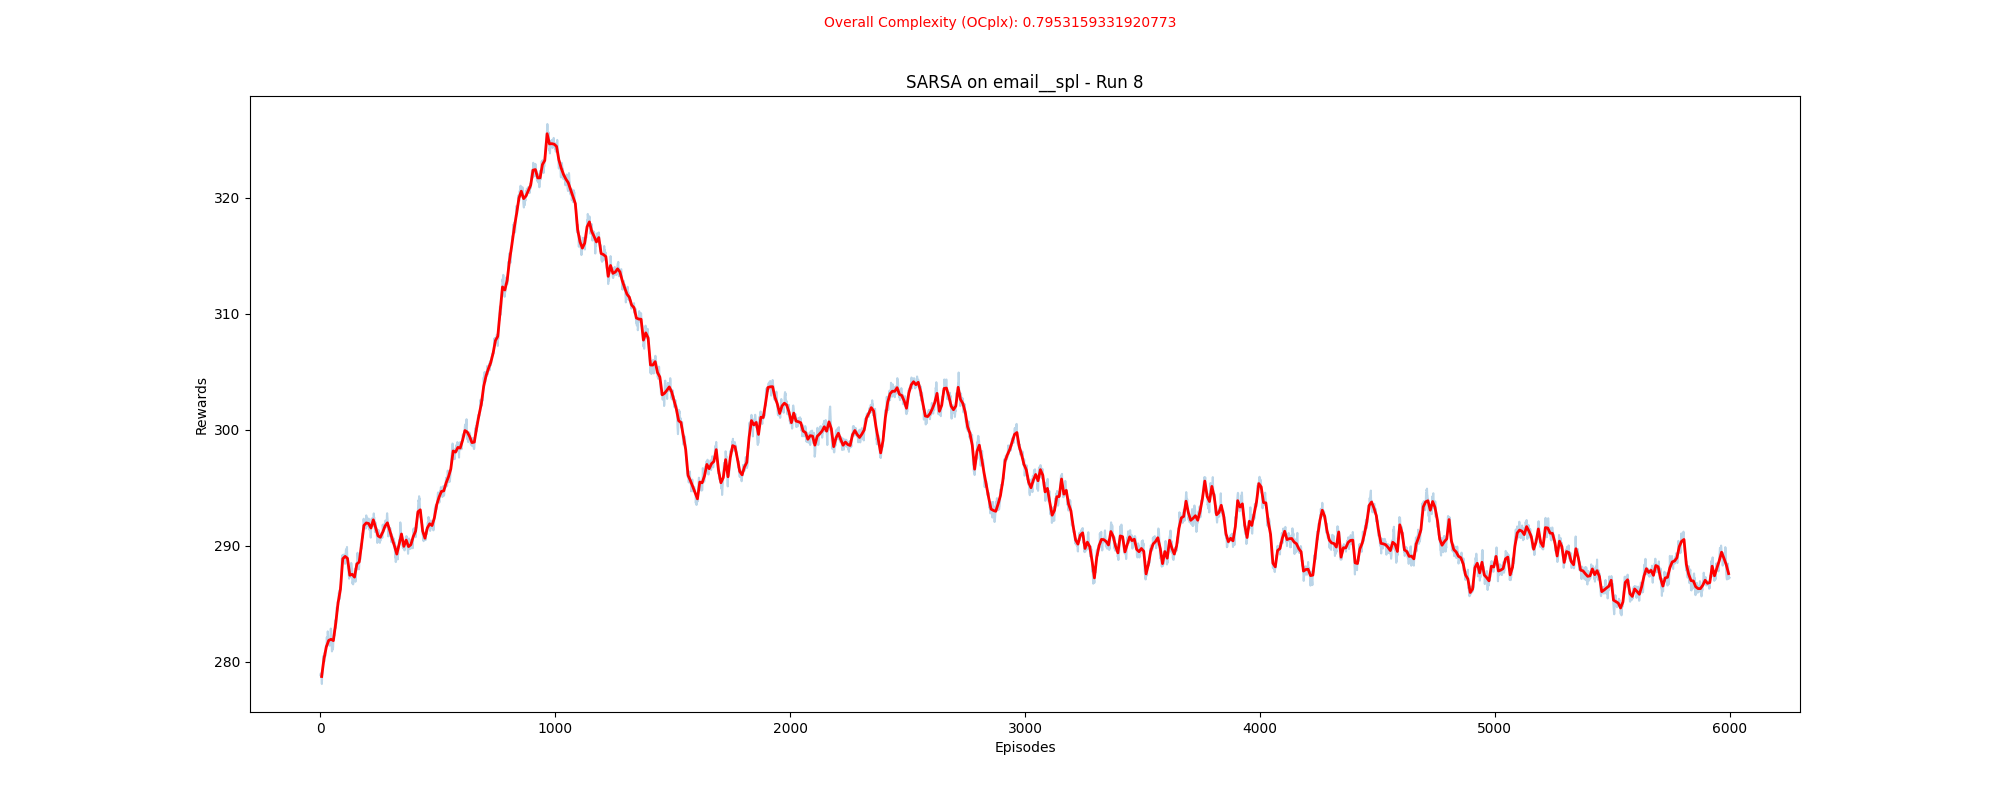 Overall Complexity (OCplx): 0.7953159331920773
SARSA on email__spl - Run 8
Rewards
320
310
300
290
280
0 1000 2000 3000 4000 5000 6000
Episodes